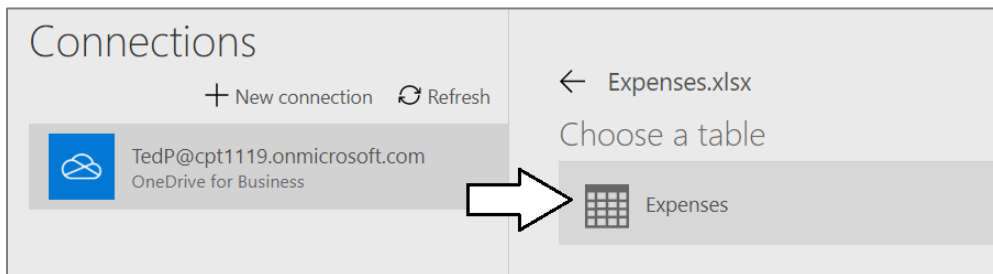 Connections
New connection Refresh
TedP@cpt1119.onmicrosoft.com
OneDrive for Business
Expenses.xlsx
Choose a table
Expenses